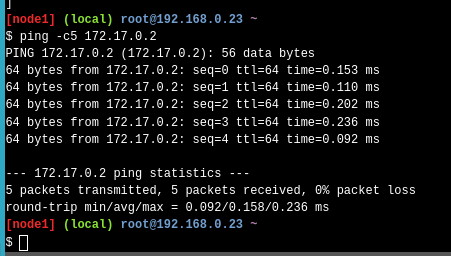 ]
[node1] (local) root@192.168.0.23 ~
$ ping -c5 172.17.0.2
PING 172.17.0.2 (172.17.0.2): 56 data bytes
64 bytes from 172.17.0.2: seq=0 ttl=64 time=0.153 ms
64 bytes from 172.17.0.2: seq=1 ttl=64 time=0.110 ms
64 bytes from 172.17.0.2: seq=2 ttl=64 time=0.202 ms
64 bytes from 172.17.0.2: seq=3 ttl=64 time=0.236 ms
64 bytes from 172.17.0.2: seq=4 ttl=64 time=0.092 ms
--- 172.17.0.2 ping statistics ---
5 packets transmitted, 5 packets received, 0% packet loss
round-trip min/avg/max = 0.092/0.158/0.236 ms
[node1] (local) root@192.168.0.23 ~
$